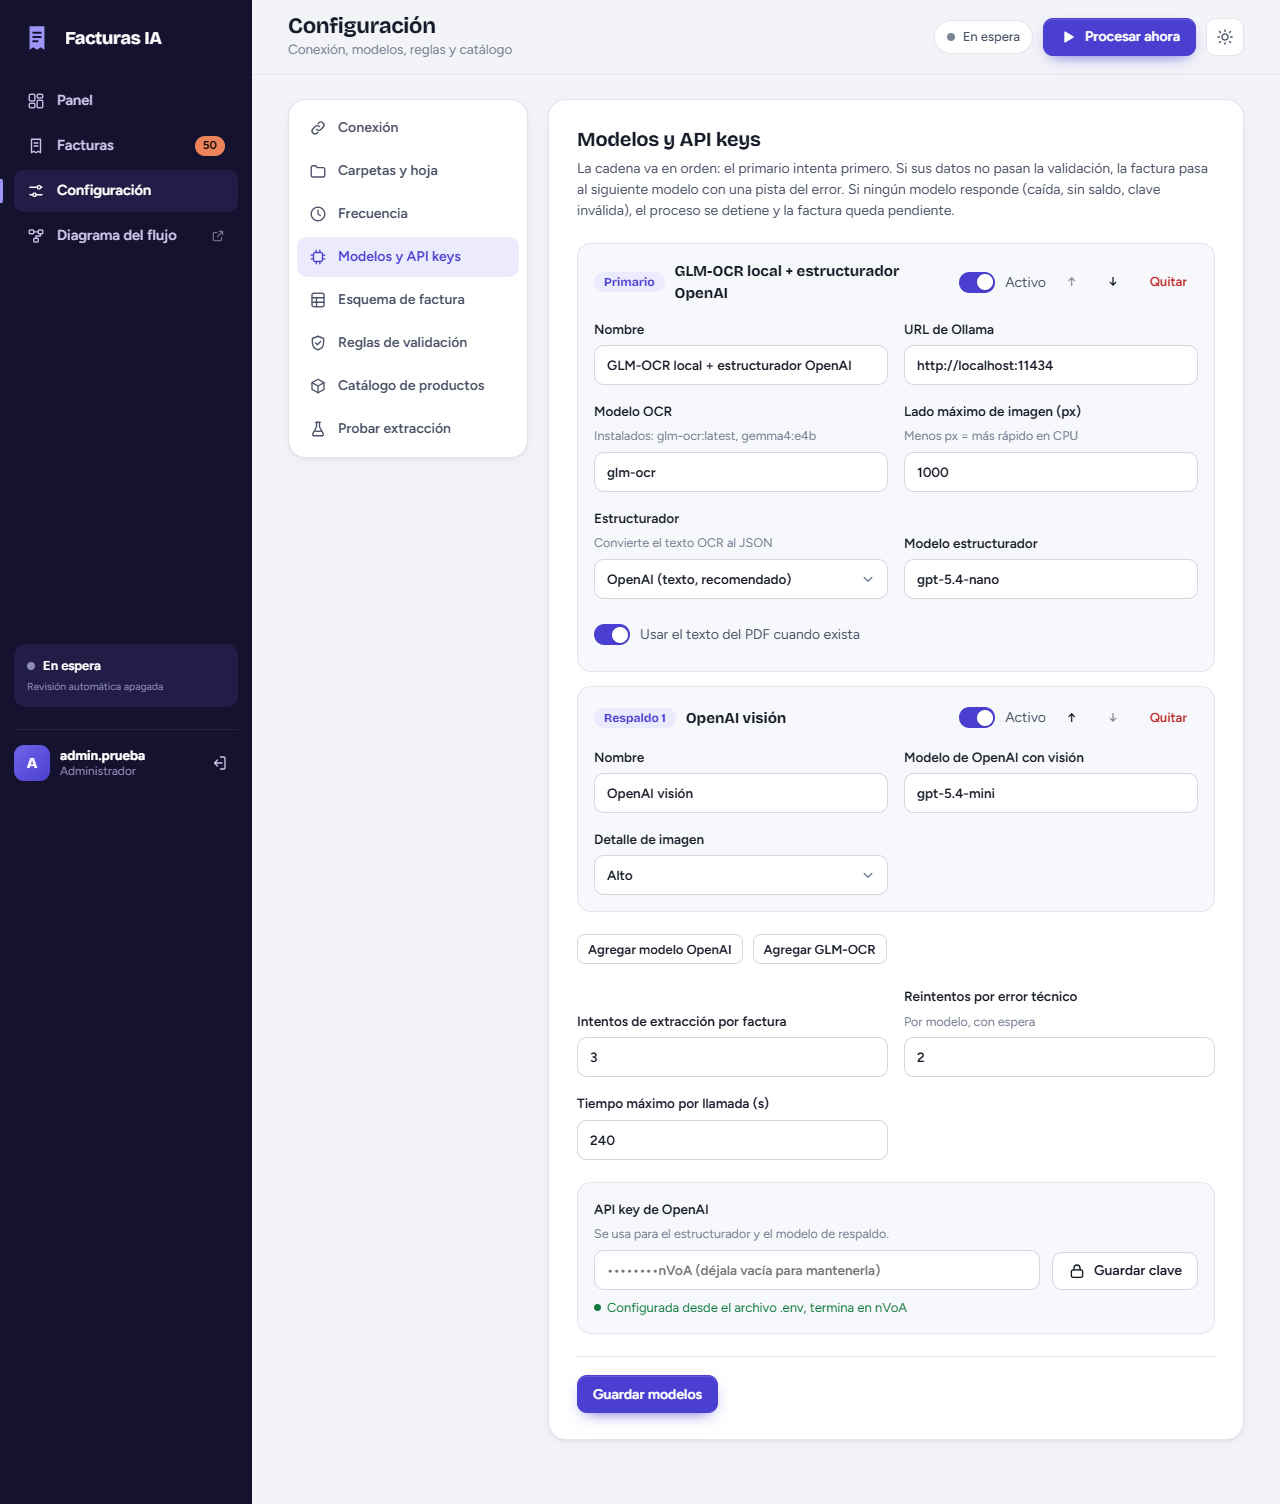 Facturas IA
Panel
Facturas
50
Configuración
Diagrama del flujo
En espera
Revisión automática apagada
A
admin.prueba
Administrador
Configuración
Conexión, modelos, reglas y catálogo
En espera
Procesar ahora
Conexión
Carpetas y hoja
Frecuencia
Modelos y API keys
Esquema de factura
Reglas de validación
Catálogo de productos
Probar extracción
Modelos y API keys
La cadena va en orden: el primario intenta primero. Si sus datos no pasan la validación, la factura pasa
al siguiente modelo con una pista del error. Si ningún modelo responde (caída, sin saldo, clave
inválida), el proceso se detiene y la factura queda pendiente.
Primario
GLM-OCR local + estructurador
OpenAI
Activo
↑
↓
Quitar
Nombre
URL de Ollama
GLM-OCR local + estructurador OpenAI
http://localhost:11434
Modelo OCR
Lado máximo de imagen (px)
Instalados: glm-ocr:latest, gemma4:e4b
Menos px = más rápido en CPU
glm-ocr
1000
Estructurador
Convierte el texto OCR al JSON
Modelo estructurador
OpenAI (texto, recomendado)
gpt-5.4-nano
Usar el texto del PDF cuando exista
Respaldo 1
OpenAI visión
Activo
↑
↓
Quitar
Nombre
Modelo de OpenAI con visión
OpenAI visión
gpt-5.4-mini
Detalle de imagen
Alto
Agregar modelo OpenAI
Agregar GLM-OCR
Intentos de extracción por factura
Reintentos por error técnico
Por modelo, con espera
3
2
Tiempo máximo por llamada (s)
240
API key de OpenAI
Se usa para el estructurador y el modelo de respaldo.
••••••••nVoA (déjala vacía para mantenerla)
Guardar clave
Configurada desde el archivo .env, termina en nVoA
Guardar modelos